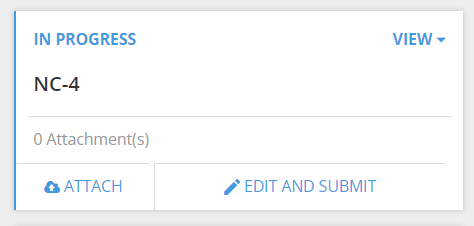 IN PROGRESS VIEW
NC-4
0 Attachment(s)
ATTACH EDIT AND SUBMIT